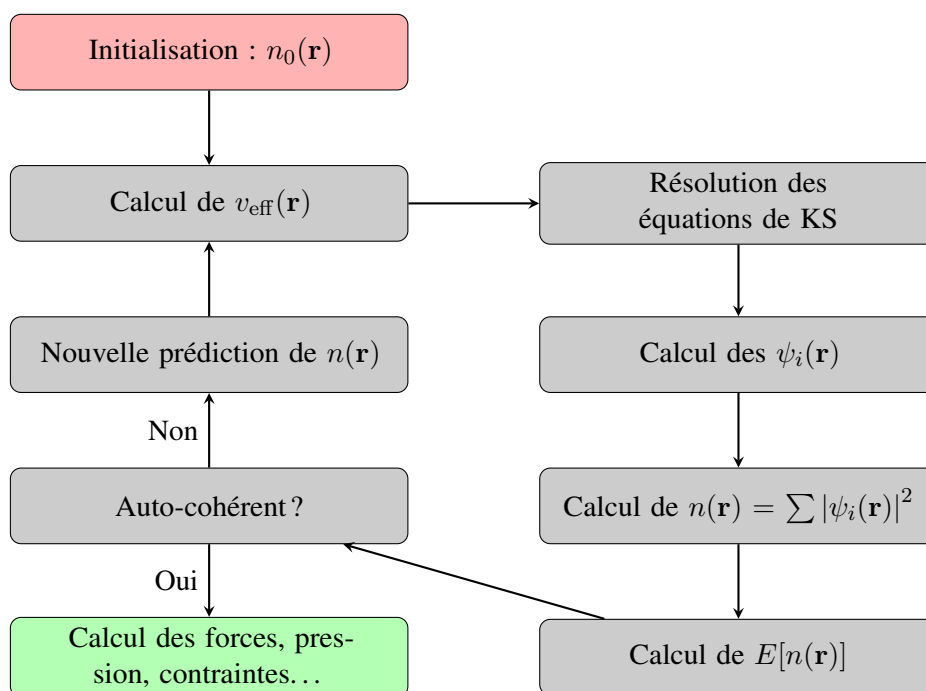 Initialisation : n₀(𝐫)
Calcul de v_eff(𝐫)
Résolution des
équations de KS
Nouvelle prédiction de n(𝐫)
Calcul des ψᵢ(𝐫)
Non
Auto-cohérent ?
Calcul de n(𝐫) = ∑ |ψᵢ(𝐫)|²
Oui
Calcul des forces, pres-
sion, contraintes…
Calcul de E[n(𝐫)]